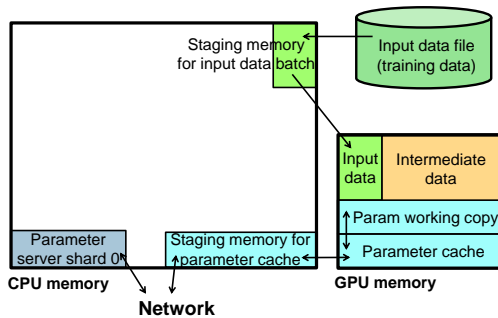 Staging memory
for input data batch
Input data file
(training data)
Input
data
Intermediate
data
Param working copy
Parameter cache
Parameter
server shard 0
Staging memory for
parameter cache
CPU memory
GPU memory
Network